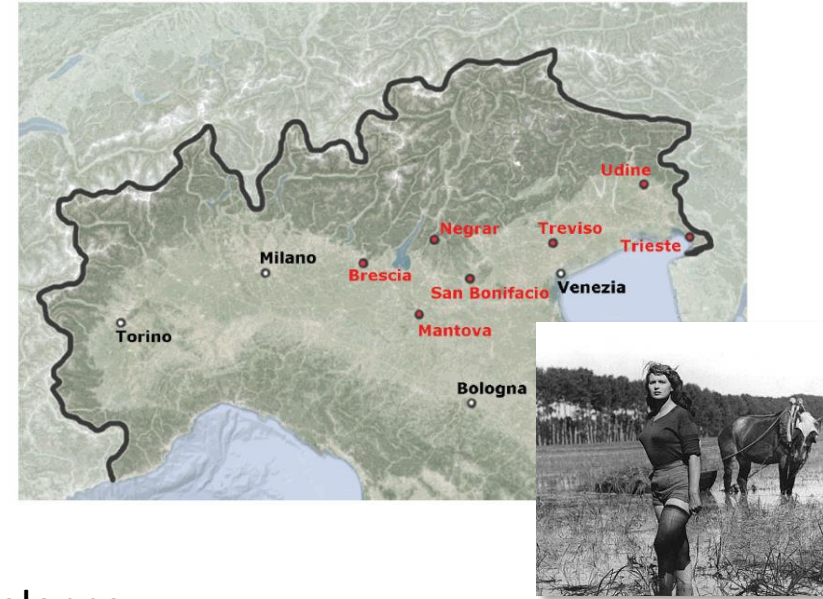 Udine
Negrar
Treviso
Trieste
Milano
Brescia
Venezia
San Bonifacio
Mantova
Torino
Bologna